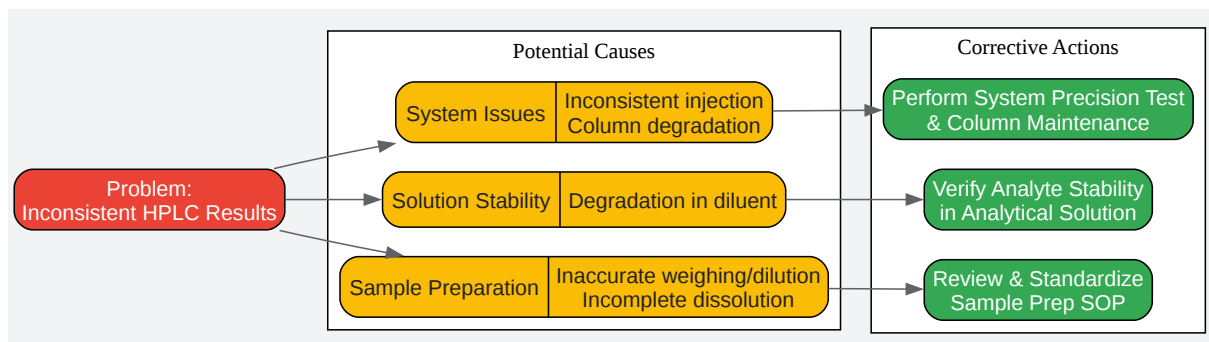 Potential Causes
Corrective Actions
Problem:
Inconsistent HPLC Results
System Issues
Inconsistent injection
Column degradation
Perform System Precision Test
& Column Maintenance
Solution Stability
Degradation in diluent
Verify Analyte Stability
in Analytical Solution
Sample Preparation
Inaccurate weighing/dilution
Incomplete dissolution
Review & Standardize
Sample Prep SOP